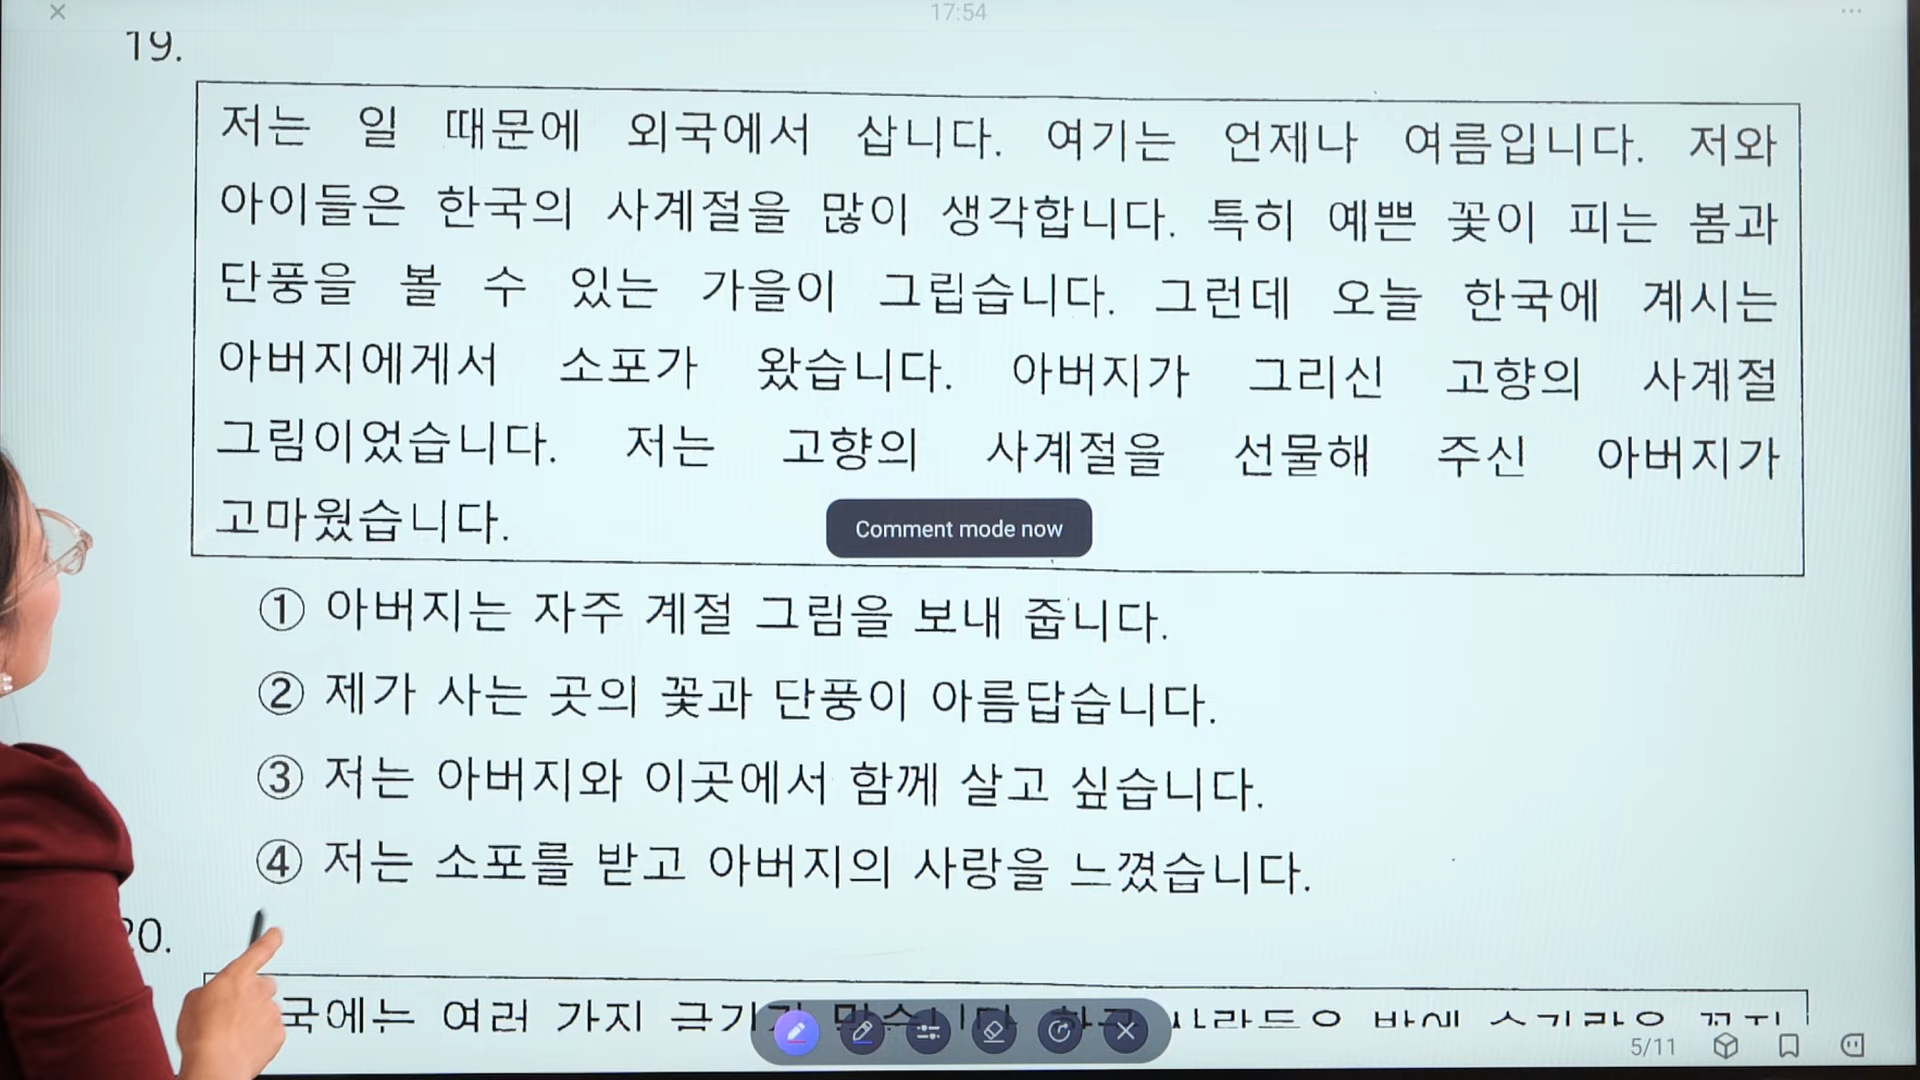 17:54
19.
저는 일 때문에 외국에서 삽니다. 여기는 언제나 여름입니다. 저와
아이들은 한국의 사계절을 많이 생각합니다. 특히 예쁜 꽃이 피는 봄과
단풍을 볼 수 있는 가을이 그립습니다. 그런데 오늘 한국에 계시는
아버지에게서 소포가 왔습니다. 아버지가 그리신 고향의 사계절
그림이었습니다. 저는 고향의 사계절을 선물해 주신 아버지가
고마웠습니다.
Comment mode now
① 아버지는 자주 계절 그림을 보내 줍니다.
② 제가 사는 곳의 꽃과 단풍이 아름답습니다.
③ 저는 아버지와 이곳에서 함께 살고 싶습니다.
④ 저는 소포를 받고 아버지의 사랑을 느꼈습니다.
20.
여러 가지
5/11